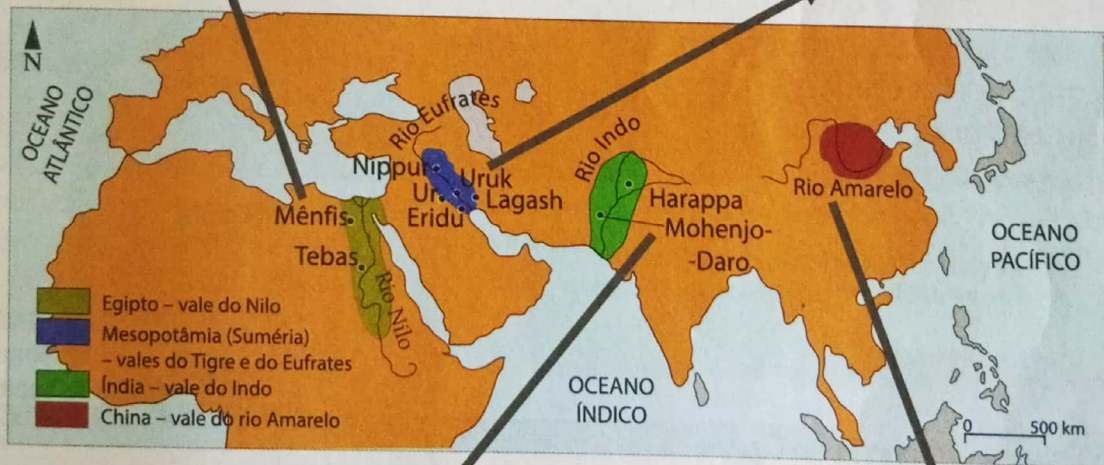 N
OCEANO
ATLÂNTICO
Rio Eufrates
Nippur
Uruk
Ur
Lagash
Eridu
Mênfis
Tebas
Rio Nilo
Rio Indo
Harappa
Mohenjo-
-Daro
Rio Amarelo
OCEANO
PACÍFICO
OCEANO
ÍNDICO
Egipto – vale do Nilo
Mesopotâmia (Suméria)
– vales do Tigre e do Eufrates
Índia – vale do Indo
China – vale do rio Amarelo
0 500 km